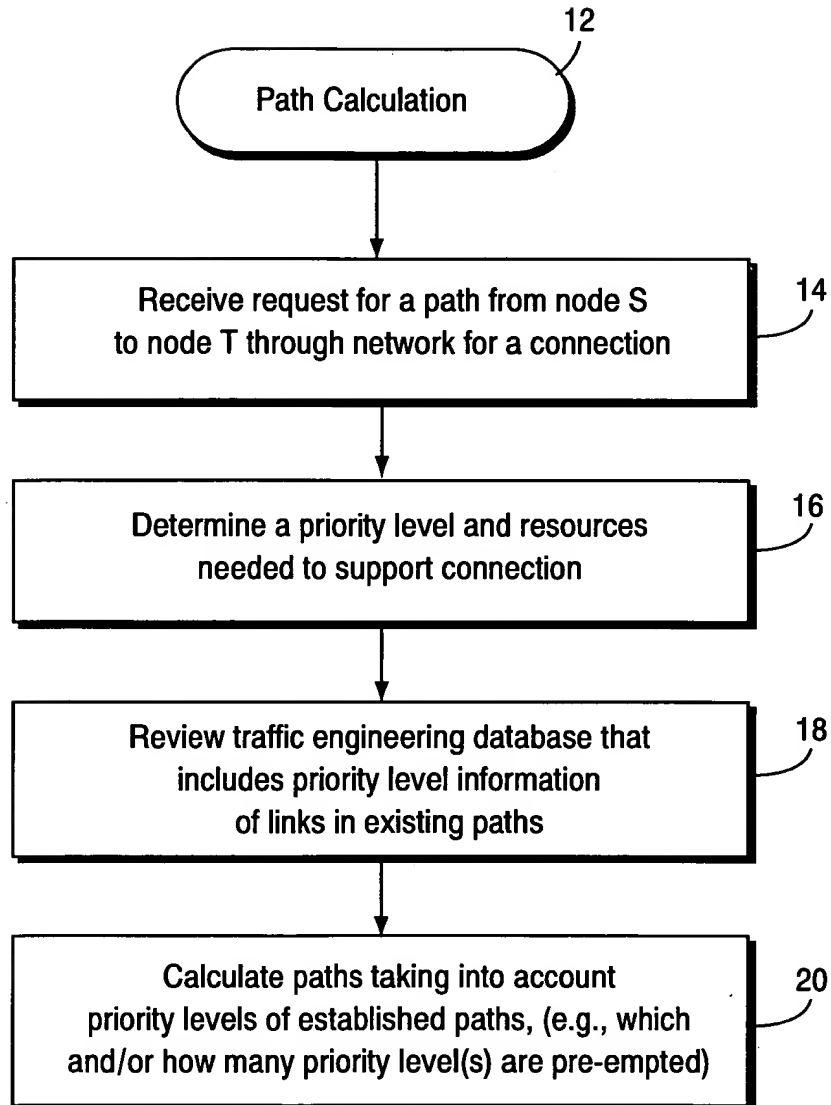 12
Path Calculation
Receive request for a path from node S
to node T through network for a connection
14
Determine a priority level and resources
needed to support connection
16
Review traffic engineering database that
includes priority level information
of links in existing paths
18
Calculate paths taking into account
priority levels of established paths, (e.g., which
and/or how many priority level(s) are pre-empted)
20